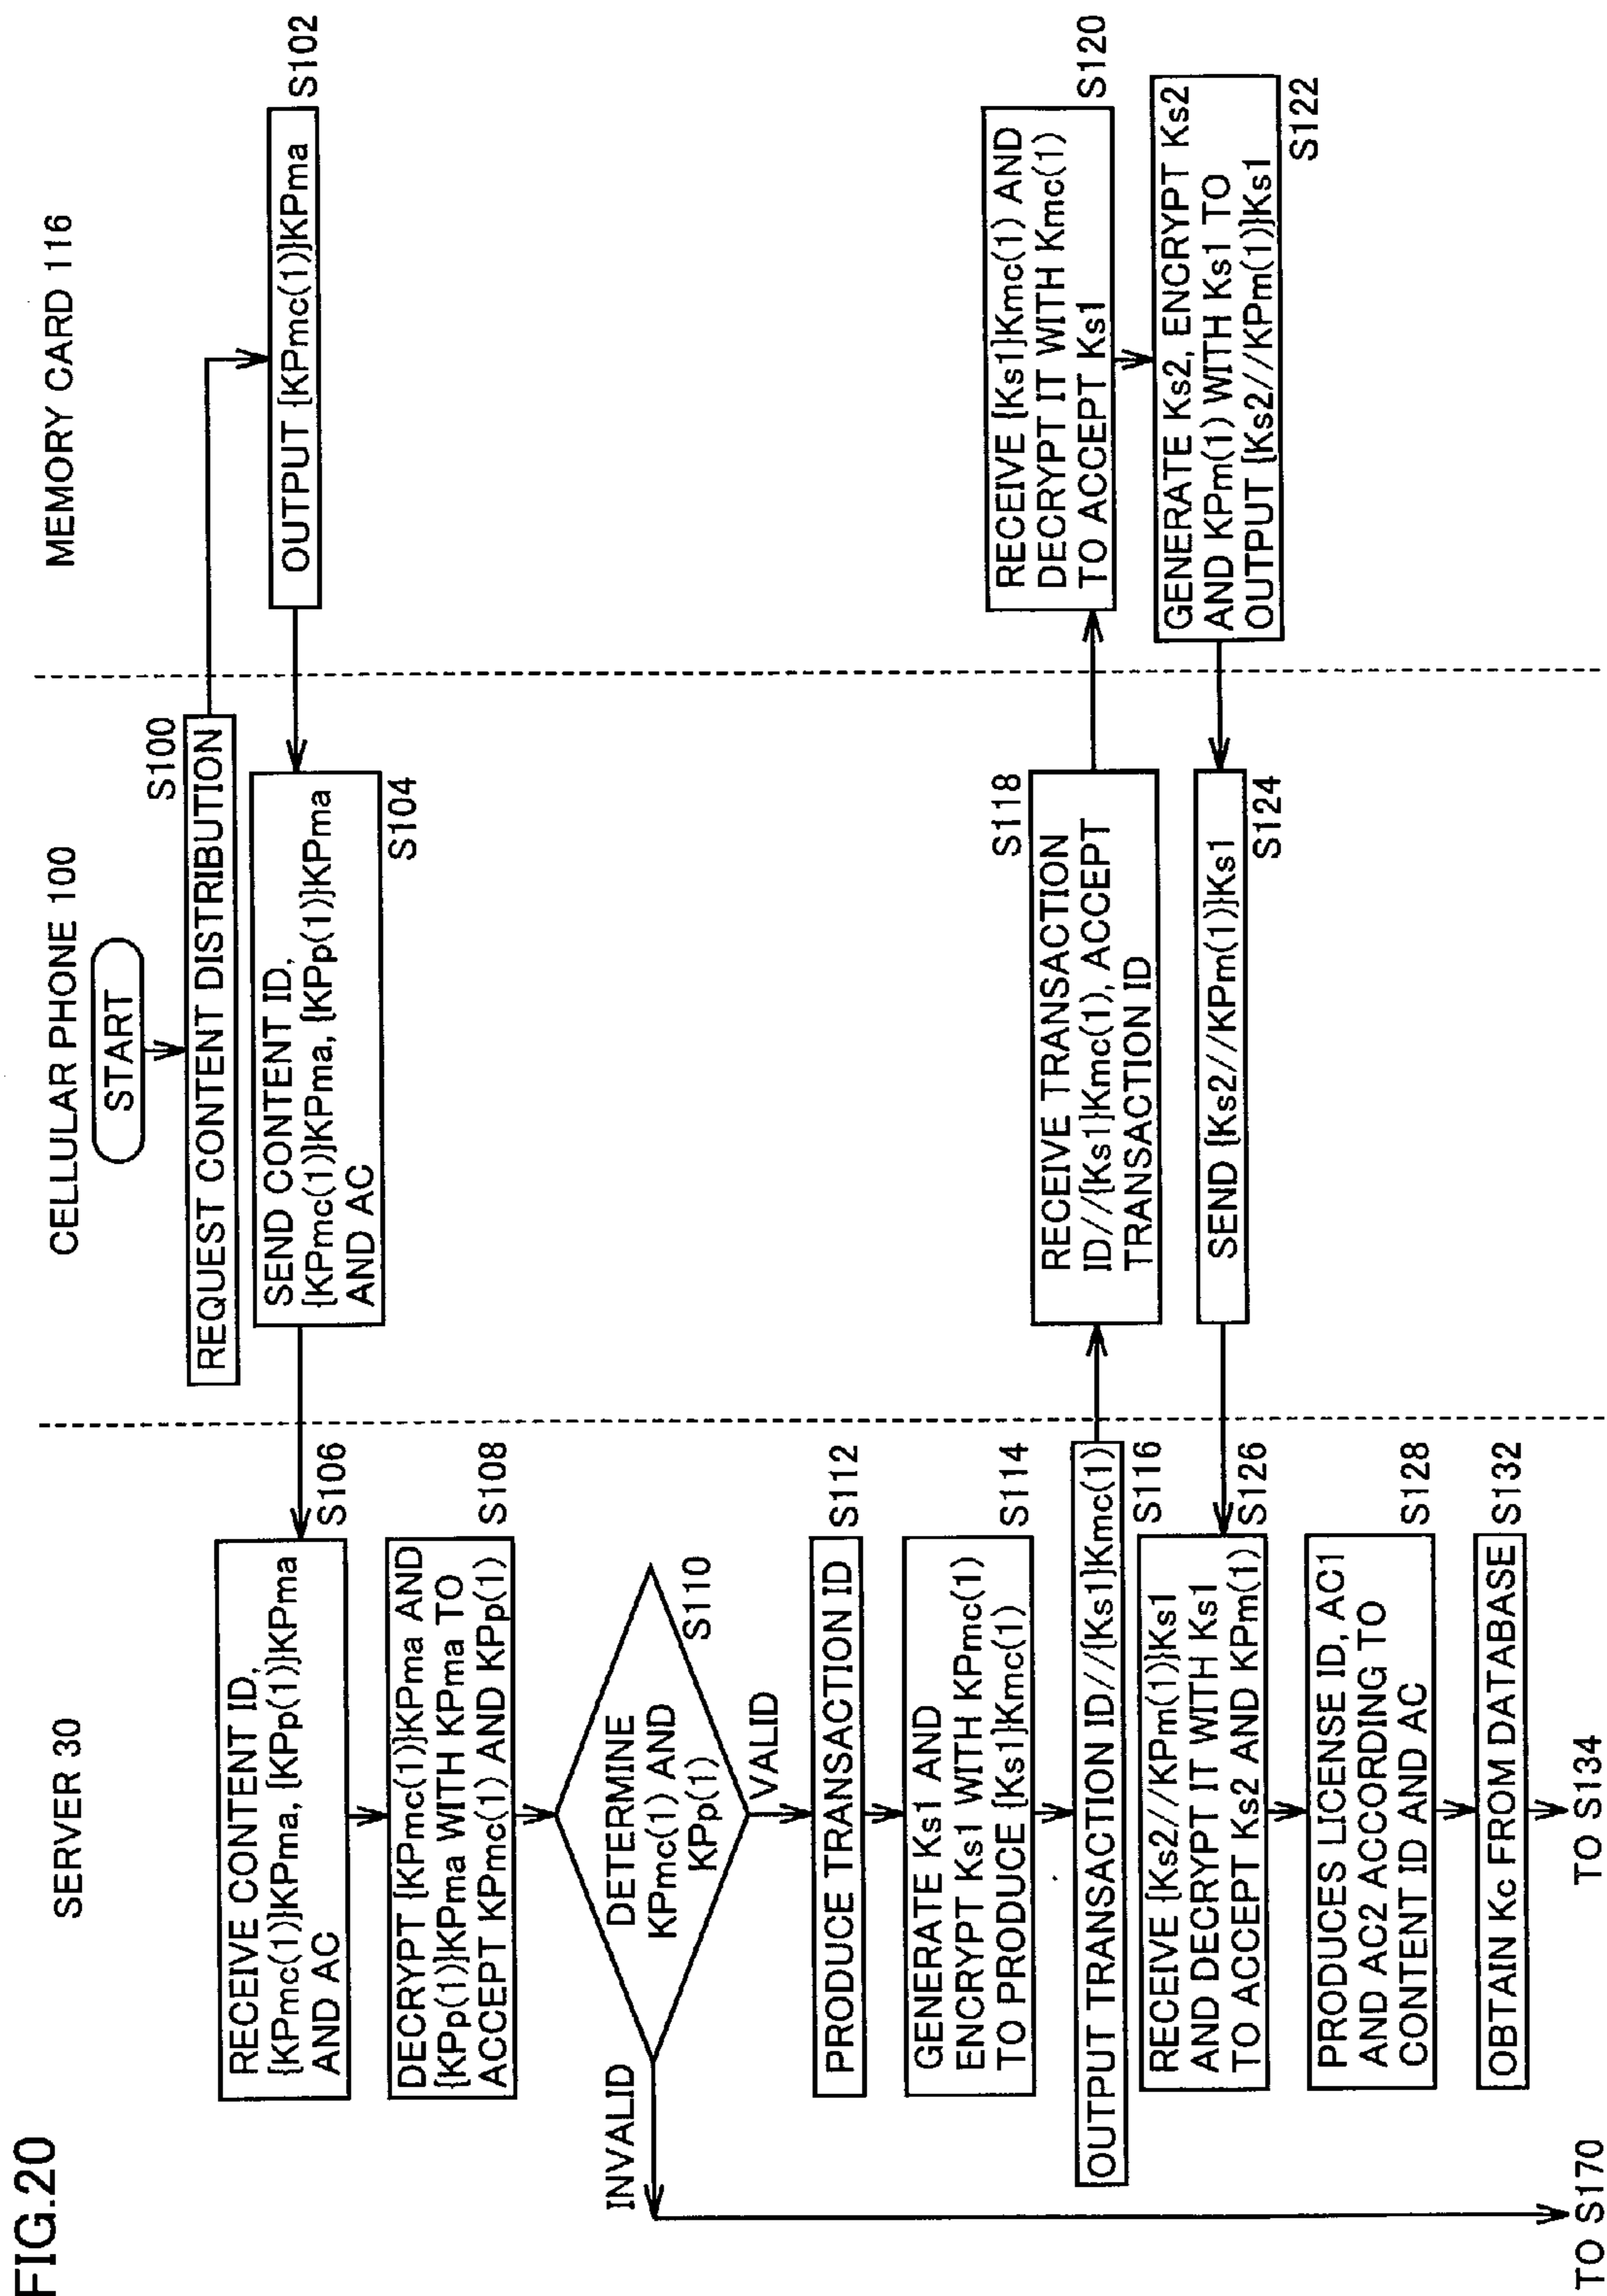 FIG.20
SERVER 30
CELLULAR PHONE 100
MEMORY CARD 116
START
S100
REQUEST CONTENT DISTRIBUTION
OUTPUT {KPmc(1)}KPma
S102
SEND CONTENT ID,
{KPmc(1)}KPma, {KPp(1)}KPma
AND AC
S104
RECEIVE CONTENT ID,
{KPmc(1)}KPma, {KPp(1)}KPma
AND AC
S106
DECRYPT {KPmc(1)}KPma AND
{KPp(1)}KPma WITH KPma TO
ACCEPT KPmc(1) AND KPp(1)
S108
DETERMINE
KPmc(1) AND
KPp(1)
S110
INVALID
VALID
PRODUCE TRANSACTION ID
S112
GENERATE Ks1 AND
ENCRYPT Ks1 WITH KPmc(1)
TO PRODUCE {Ks1}Kmc(1)
S114
OUTPUT TRANSACTION ID//{Ks1}Kmc(1)
S116
S118
RECEIVE TRANSACTION
ID//{Ks1}Kmc(1), ACCEPT
TRANSACTION ID
RECEIVE {Ks1}Kmc(1) AND
DECRYPT IT WITH Kmc(1)
TO ACCEPT Ks1
S120
GENERATE Ks2, ENCRYPT Ks2
AND KPm(1) WITH Ks1 TO
OUTPUT {Ks2//KPm(1)}Ks1
S122
SEND {Ks2//KPm(1)}Ks1
S124
RECEIVE {Ks2//KPm(1)}Ks1
AND DECRYPT IT WITH Ks1
TO ACCEPT Ks2 AND KPm(1)
S126
PRODUCES LICENSE ID, AC1
AND AC2 ACCORDING TO
CONTENT ID AND AC
S128
OBTAIN Kc FROM DATABASE
S132
TO S170
TO S134